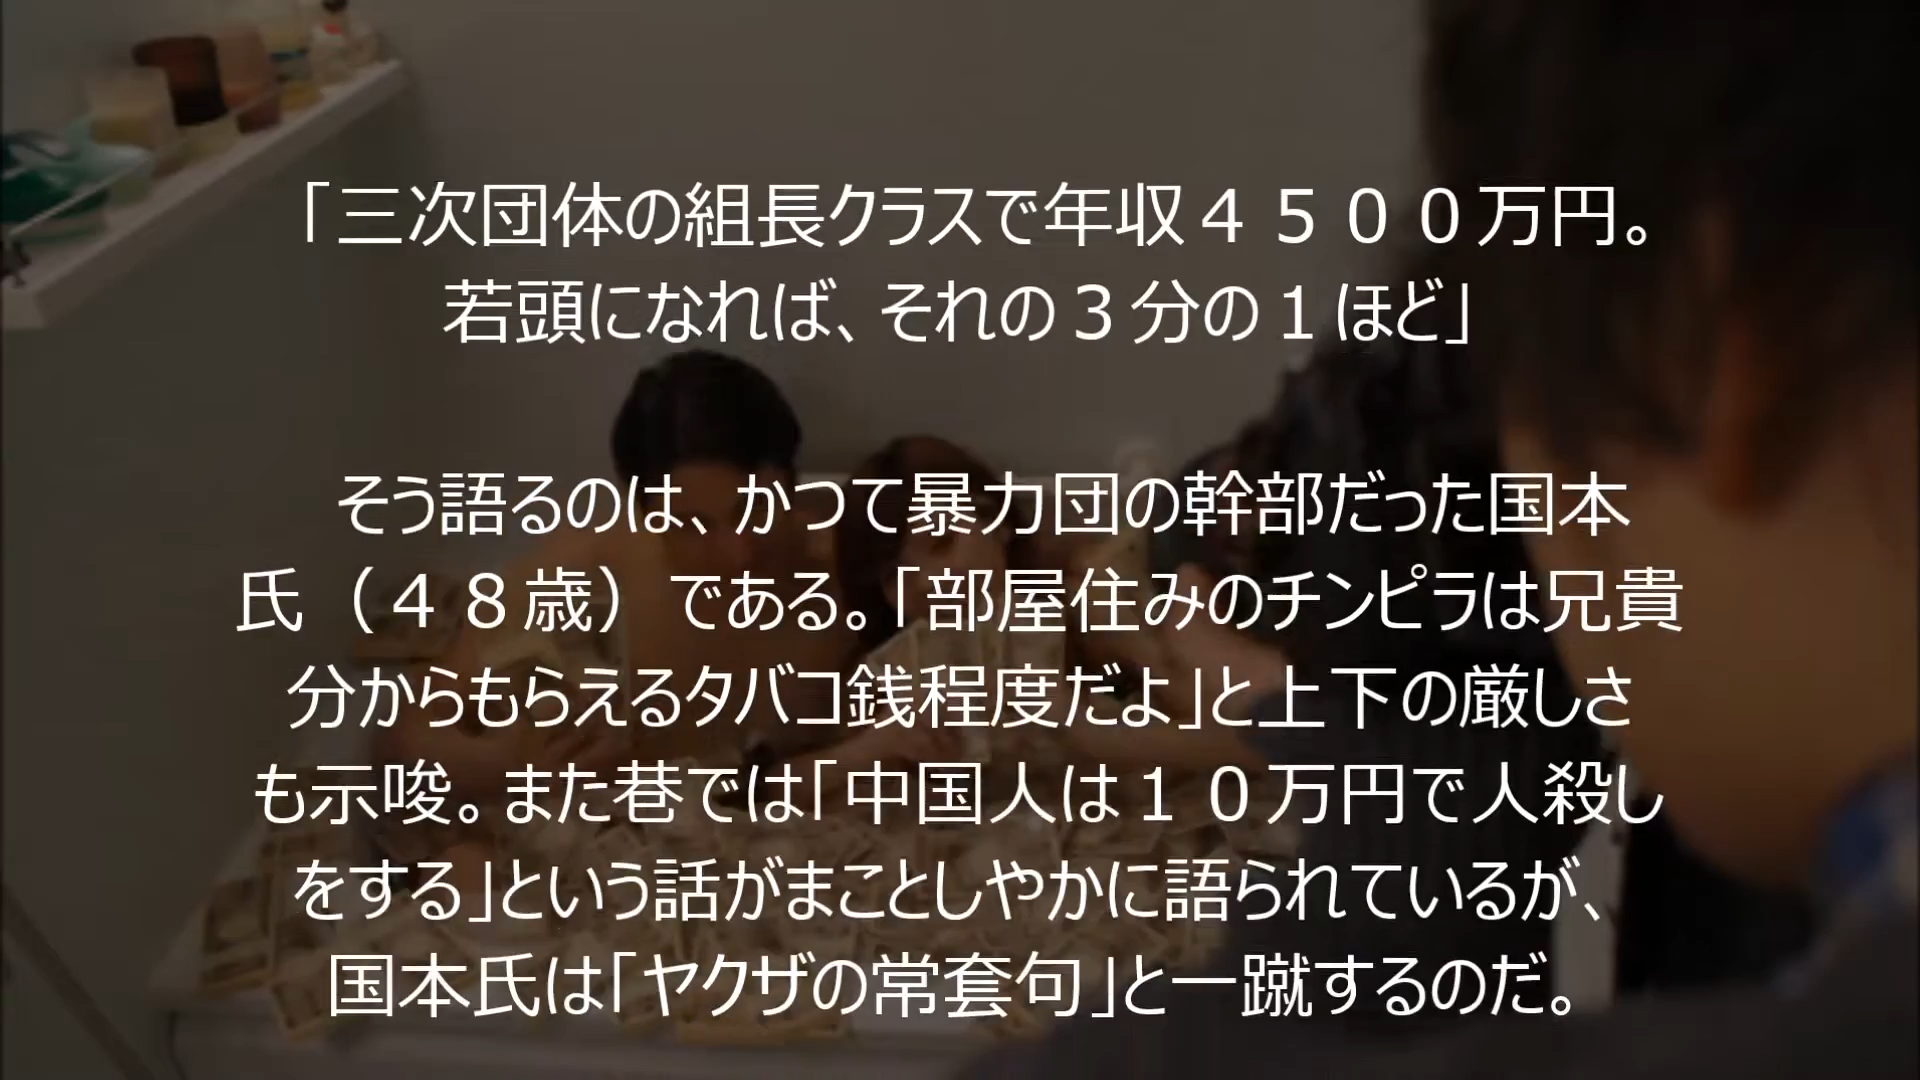 「三次団体の組長クラスで年収４５００万円。
若頭になれば、それの３分の１ほど」
そう語るのは、かつて暴力団の幹部だった国本
氏（４８歳）である。「部屋住みのチンピラは兄貴
分からもらえるタバコ銭程度だよ」と上下の厳しさ
も示唆。また巷では「中国人は１０万円で人殺し
をする」という話がまことしやかに語られているが、
国本氏は「ヤクザの常套句」と一蹴するのだ。